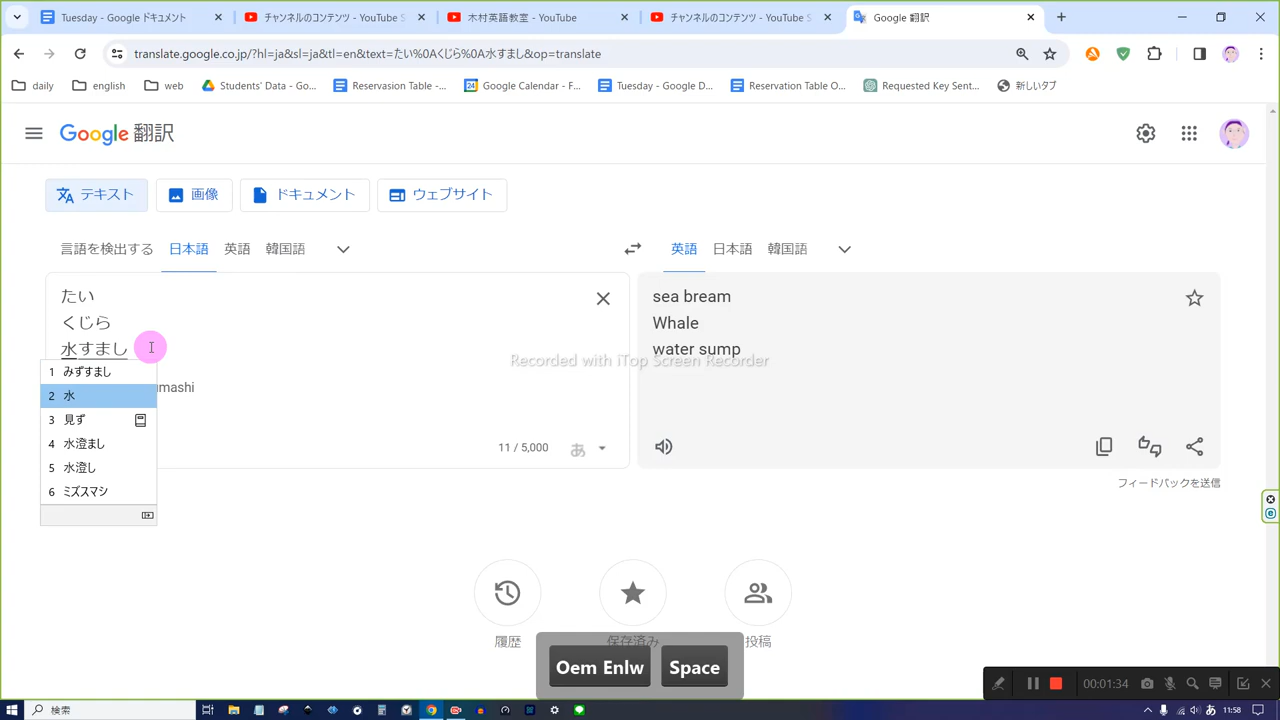 Tuesday - Google ドキュメント
チャンネルのコンテンツ - YouTube S
木村英語教室 - YouTube
チャンネルのコンテンツ - YouTube S
Google 翻訳
translate.google.co.jp/?hl=ja&sl=ja&tl=en&text=たい%0Aくじら%0A水すまし&op=translate
daily
english
web
Students' Data - Go...
Reservasion Table -...
Google Calendar - F...
Tuesday - Google D...
Reservation Table O...
Requested Key Sent...
新しいタブ
Google 翻訳
テキスト
画像
ドキュメント
ウェブサイト
言語を検出する
日本語
英語
韓国語
英語
日本語
韓国語
たい
くじら
水すまし
sea bream
Whale
water sump
Recorded with iTop Screen Recorder
1 みずすまし
2 水
3 見ず
4 水澄まし
5 水澄し
6 ミズスマシ
umashi
11 / 5,000
あ
フィードバックを送信
履歴
保存済み
投稿
Oem Enlw
Space
00:01:34
検索
あ
11:58